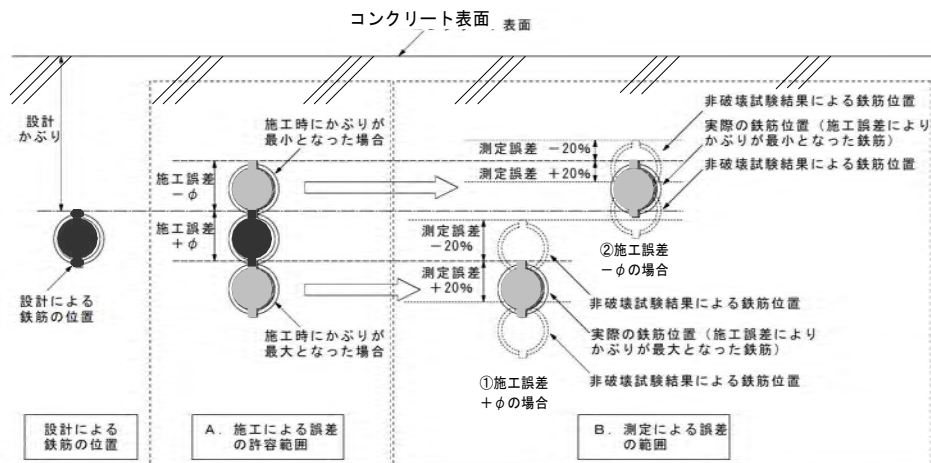 コンクリート表面
表面
設計
かぶり
設計による
鉄筋の位置
設計による
鉄筋の位置
施工誤差
－φ
施工誤差
＋φ
施工時にかぶりが
最小となった場合
施工時にかぶりが
最大となった場合
A．施工による誤差
の許容範囲
測定誤差 －20%
測定誤差 ＋20%
測定誤差
－20%
測定誤差
＋20%
非破壊試験結果による鉄筋位置
実際の鉄筋位置（施工誤差により
かぶりが最小となった鉄筋）
非破壊試験結果による鉄筋位置
②施工誤差
－φの場合
非破壊試験結果による鉄筋位置
実際の鉄筋位置（施工誤差により
かぶりが最大となった鉄筋）
非破壊試験結果による鉄筋位置
①施工誤差
＋φの場合
B．測定による誤差
の範囲